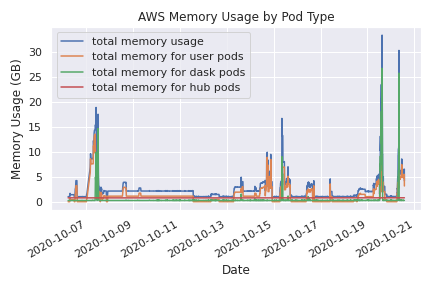 AWS Memory Usage by Pod Type
Memory Usage (GB)
35
30
25
20
15
10
5
0
total memory usage
total memory for user pods
total memory for dask pods
total memory for hub pods
2020-10-07
2020-10-09
2020-10-11
2020-10-13
2020-10-15
2020-10-17
2020-10-19
2020-10-21
Date